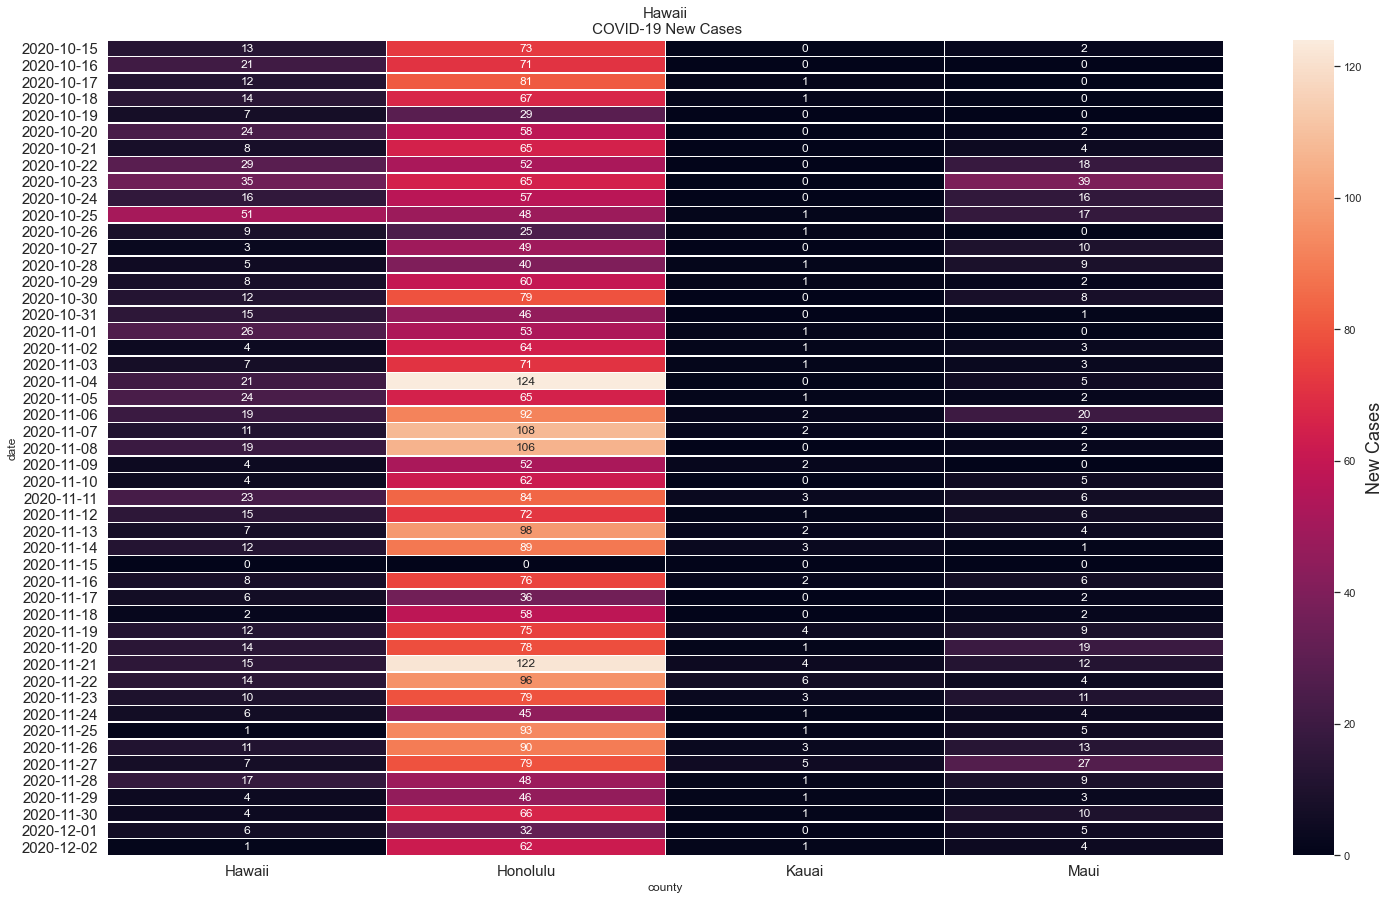 Hawaii
COVID-19 New Cases
2020-10-15 13 73 0 2
2020-10-16 21 71 0 0
2020-10-17 12 81 1 0
2020-10-18 14 67 1 0
2020-10-19 7 29 0 0
2020-10-20 24 58 0 2
2020-10-21 8 65 0 4
2020-10-22 29 52 0 18
2020-10-23 35 65 0 39
2020-10-24 16 57 0 16
2020-10-25 51 48 1 17
2020-10-26 9 25 1 0
2020-10-27 3 49 0 10
2020-10-28 5 40 1 9
2020-10-29 8 60 1 2
2020-10-30 12 79 0 8
2020-10-31 15 46 0 1
2020-11-01 26 53 1 0
2020-11-02 4 64 1 3
2020-11-03 7 71 1 3
2020-11-04 21 124 0 5
2020-11-05 24 65 1 2
2020-11-06 19 92 2 20
2020-11-07 11 108 2 2
2020-11-08 19 106 0 2
2020-11-09 4 52 2 0
2020-11-10 4 62 0 5
2020-11-11 23 84 3 6
2020-11-12 15 72 1 6
2020-11-13 7 98 2 4
2020-11-14 12 89 3 1
2020-11-15 0 0 0 0
2020-11-16 8 76 2 6
2020-11-17 6 36 0 2
2020-11-18 2 58 0 2
2020-11-19 12 75 4 9
2020-11-20 14 78 1 19
2020-11-21 15 122 4 12
2020-11-22 14 96 6 4
2020-11-23 10 79 3 11
2020-11-24 6 45 1 4
2020-11-25 1 93 1 5
2020-11-26 11 90 3 13
2020-11-27 7 79 5 27
2020-11-28 17 48 1 9
2020-11-29 4 46 1 3
2020-11-30 4 66 1 10
2020-12-01 6 32 0 5
2020-12-02 1 62 1 4
Hawaii Honolulu Kauai Maui
county
date
120
100
80
60
40
20
0
New Cases